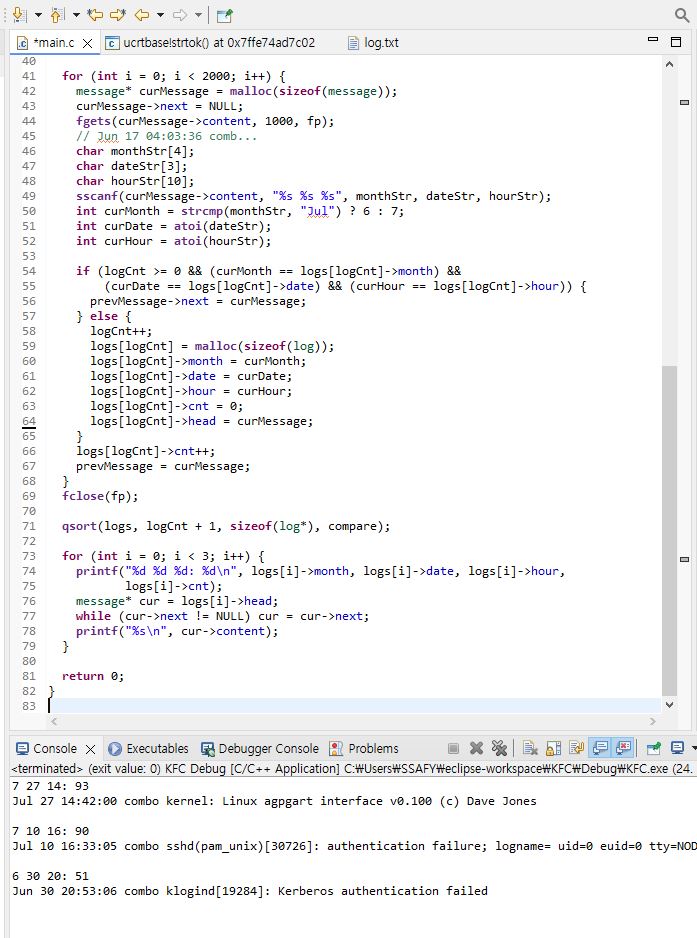 *main.c
ucrtbase!strtok() at 0x7ffe74ad7c02
log.txt
40
41 for (int i = 0; i < 2000; i++) {
42 message* curMessage = malloc(sizeof(message));
43 curMessage->next = NULL;
44 fgets(curMessage->content, 1000, fp);
45 // Jun 17 04:03:36 comb...
46 char monthStr[4];
47 char dateStr[3];
48 char hourStr[10];
49 sscanf(curMessage->content, "%s %s %s", monthStr, dateStr, hourStr);
50 int curMonth = strcmp(monthStr, "Jul") ? 6 : 7;
51 int curDate = atoi(dateStr);
52 int curHour = atoi(hourStr);
53
54 if (logCnt >= 0 && (curMonth == logs[logCnt]->month) &&
55 (curDate == logs[logCnt]->date) && (curHour == logs[logCnt]->hour)) {
56 prevMessage->next = curMessage;
57 } else {
58 logCnt++;
59 logs[logCnt] = malloc(sizeof(log));
60 logs[logCnt]->month = curMonth;
61 logs[logCnt]->date = curDate;
62 logs[logCnt]->hour = curHour;
63 logs[logCnt]->cnt = 0;
64 logs[logCnt]->head = curMessage;
65 }
66 logs[logCnt]->cnt++;
67 prevMessage = curMessage;
68 }
69 fclose(fp);
70
71 qsort(logs, logCnt + 1, sizeof(log*), compare);
72
73 for (int i = 0; i < 3; i++) {
74 printf("%d %d %d: %d\n", logs[i]->month, logs[i]->date, logs[i]->hour,
75 logs[i]->cnt);
76 message* cur = logs[i]->head;
77 while (cur->next != NULL) cur = cur->next;
78 printf("%s\n", cur->content);
79 }
80
81 return 0;
82 }
83
Console
Executables
Debugger Console
Problems
<terminated> (exit value: 0) KFC Debug [C/C++ Application] C:₩Users₩SSAFY₩eclipse-workspace₩KFC₩Debug₩KFC.exe (24.
7 27 14: 93
Jul 27 14:42:00 combo kernel: Linux agpgart interface v0.100 (c) Dave Jones
7 10 16: 90
Jul 10 16:33:05 combo sshd(pam_unix)[30726]: authentication failure; logname= uid=0 euid=0 tty=NOD
6 30 20: 51
Jun 30 20:53:06 combo klogind[19284]: Kerberos authentication failed